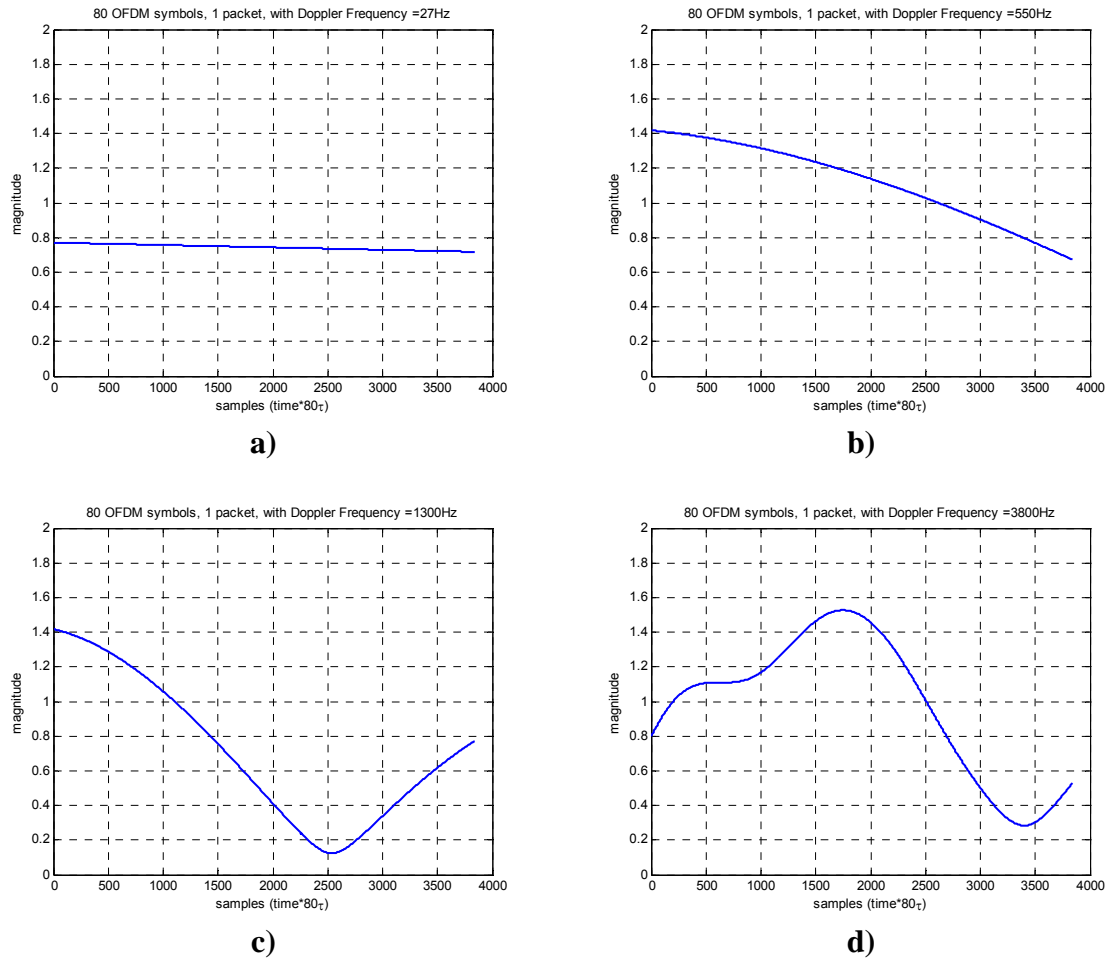 80 OFDM symbols, 1 packet, with Doppler Frequency =27Hz
2
1.8
1.6
1.4
1.2
1
0.8
0.6
0.4
0.2
0
magnitude
0 500 1000 1500 2000 2500 3000 3500 4000
samples (time*80τ)
a)
80 OFDM symbols, 1 packet, with Doppler Frequency =550Hz
2
1.8
1.6
1.4
1.2
1
0.8
0.6
0.4
0.2
0
magnitude
0 500 1000 1500 2000 2500 3000 3500 4000
samples (time*80τ)
b)
80 OFDM symbols, 1 packet, with Doppler Frequency =1300Hz
2
1.8
1.6
1.4
1.2
1
0.8
0.6
0.4
0.2
0
magnitude
0 500 1000 1500 2000 2500 3000 3500 4000
samples (time*80τ)
c)
80 OFDM symbols, 1 packet, with Doppler Frequency =3800Hz
2
1.8
1.6
1.4
1.2
1
0.8
0.6
0.4
0.2
0
magnitude
0 500 1000 1500 2000 2500 3000 3500 4000
samples (time*80τ)
d)